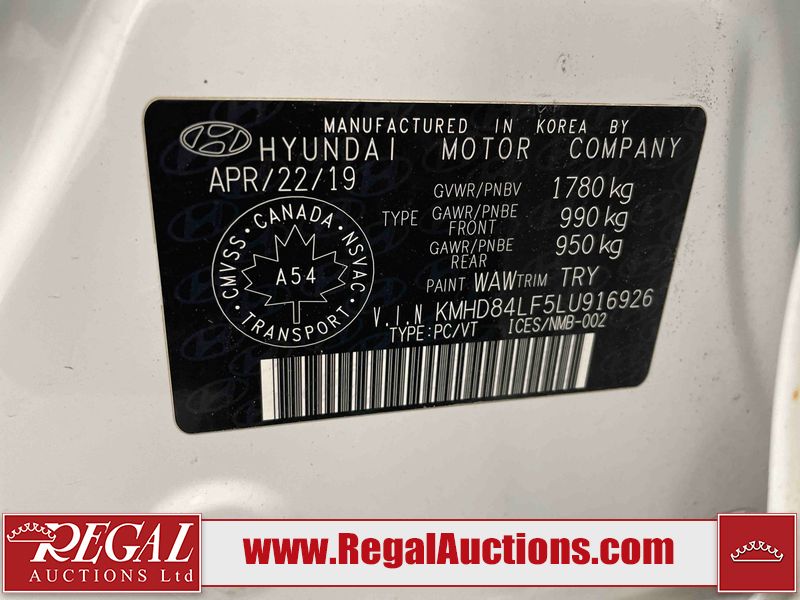 MANUFACTURED IN KOREA BY
HYUNDAI MOTOR COMPANY
APR/22/19
GVWR/PNBV 1780 kg
TYPE GAWR/PNBE FRONT 990 kg
GAWR/PNBE REAR 950 kg
PAINT WAW TRIM TRY
CMVSS · CANADA · NSVAC
A54
TRANSPORT
V.I.N KMHD84LF5LU916926
TYPE:PC/VT ICES/NMB-002
REGAL
AUCTIONS Ltd
www.RegalAuctions.com